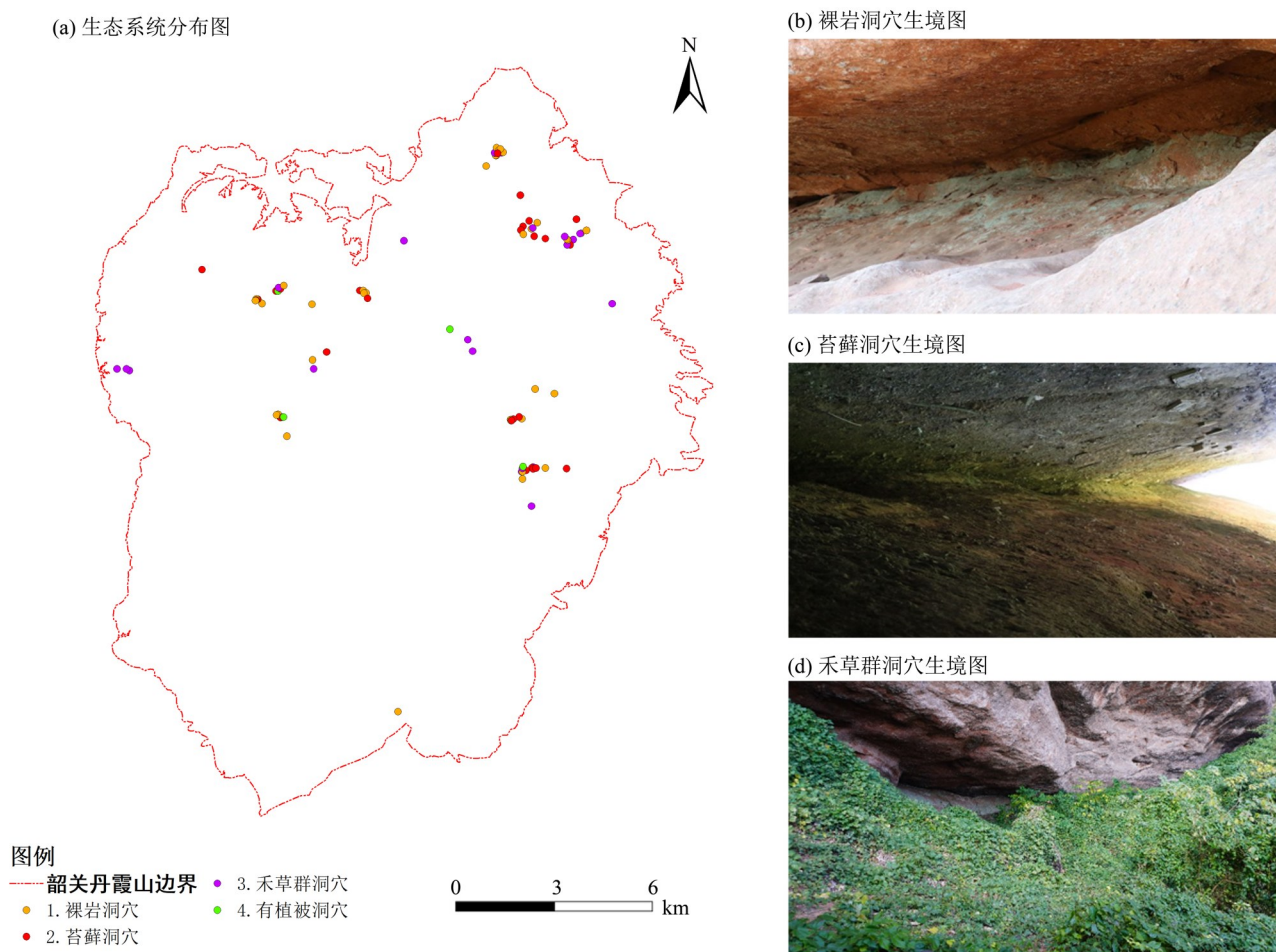 (a) 生态系统分布图
N
图例
韶关丹霞山边界
1. 裸岩洞穴
2. 苔藓洞穴
3. 禾草群洞穴
4. 有植被洞穴
0 3 6
km
(b) 裸岩洞穴生境图
(c) 苔藓洞穴生境图
(d) 禾草群洞穴生境图